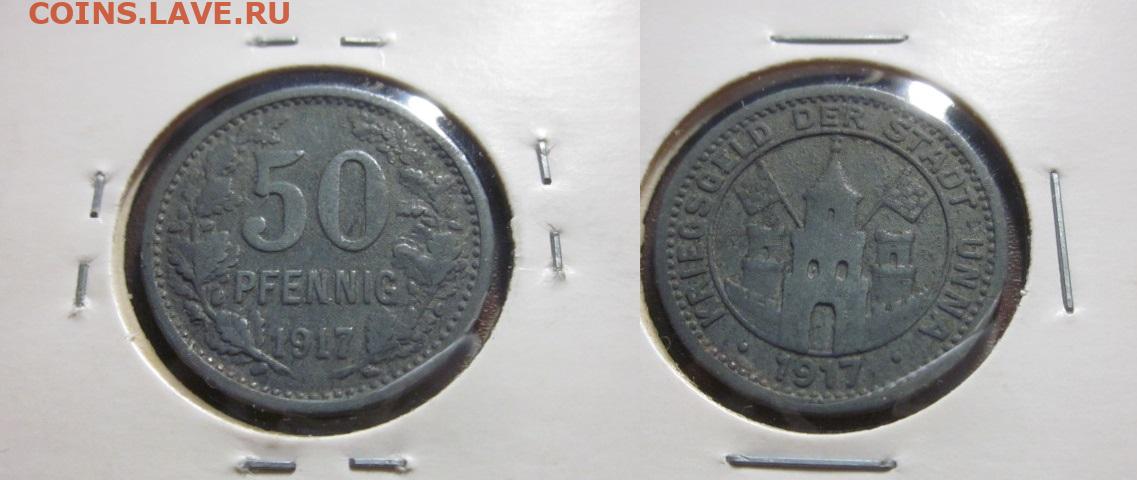 COINS.LAVE.RU
50
PFENNIG
1917
KRIEGSGELD DER STADT UNNA
· 1917 ·